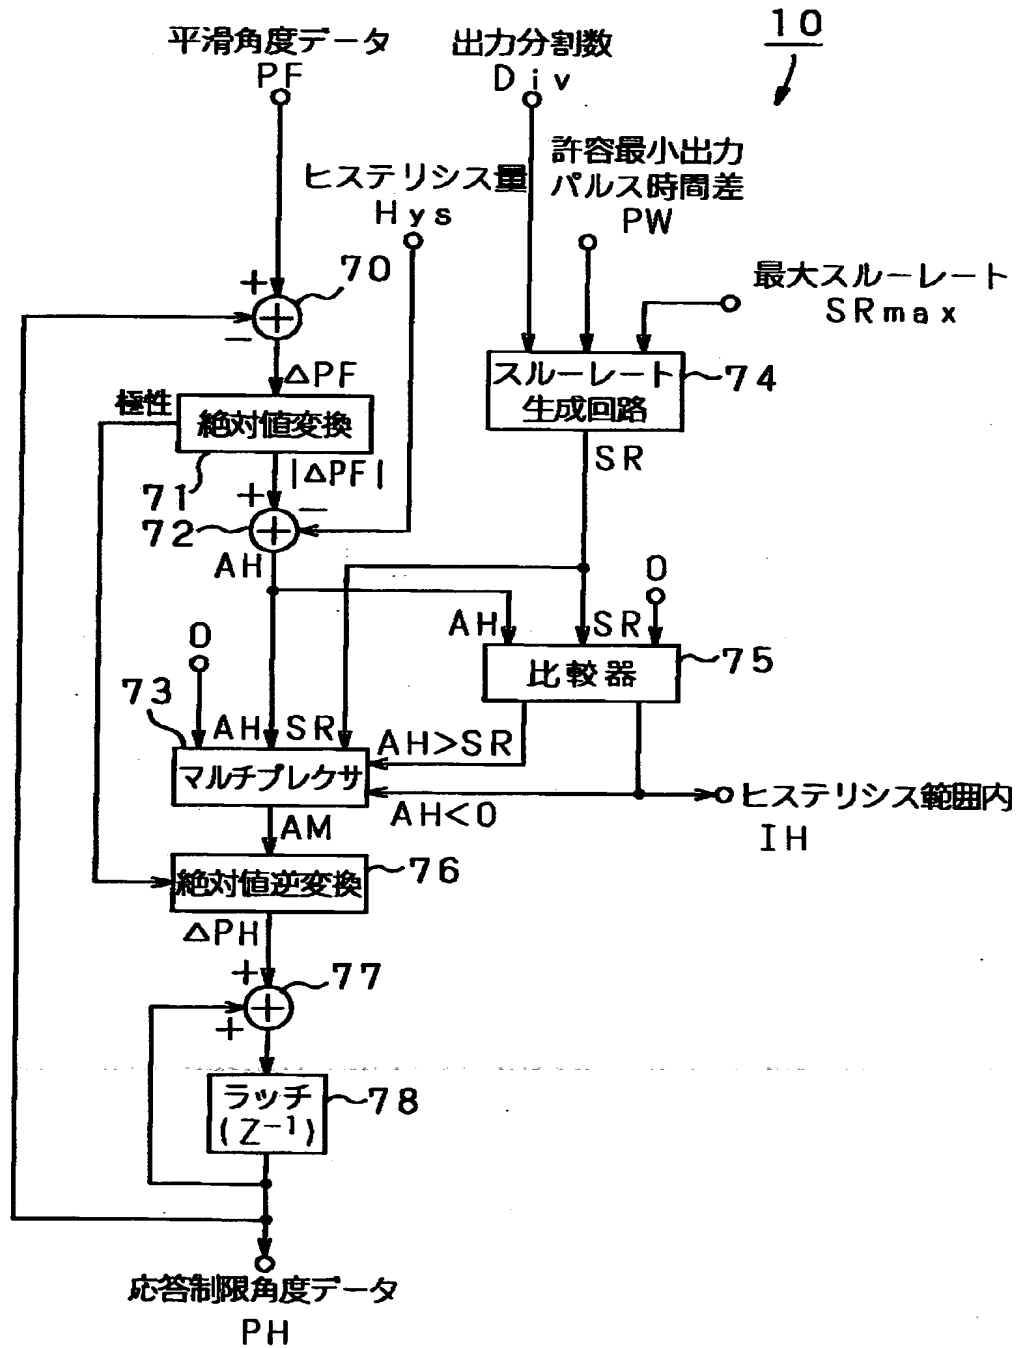 10
平滑角度データ
PF
出力分割数
Div
許容最小出力
パルス時間差
PW
ヒステリシス量
Hys
最大スルーレート
SRmax
+
70
+
−
ΔPF
極性
絶対値変換
71
|ΔPF|
スルーレート
生成回路
74
SR
+
−
72
+
AH
0
AH
SR
比較器
75
0
73
AH
SR
AH>SR
マルチプレクサ
AH<0
ヒステリシス範囲内
IH
AM
絶対値逆変換
76
ΔPH
+
77
+
+
ラッチ
(Z⁻¹)
78
応答制限角度データ
PH